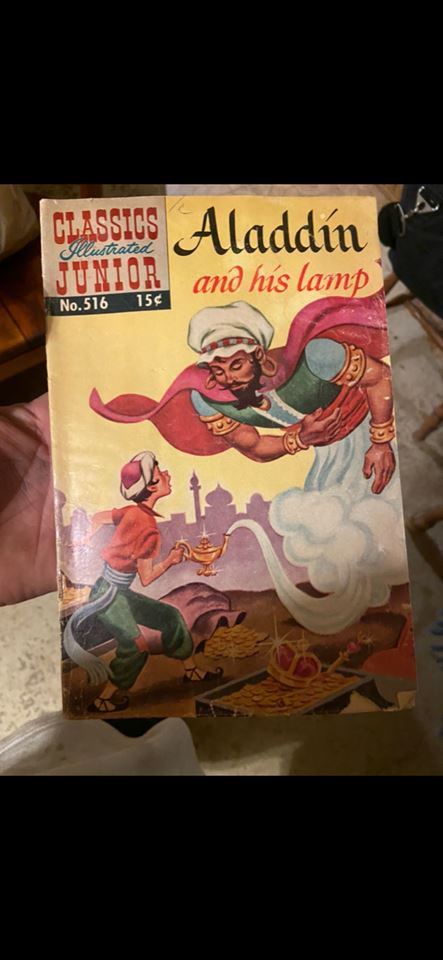 CLASSICS
Illustrated
JUNIOR
No. 516 15¢
Aladdin
and his lamp